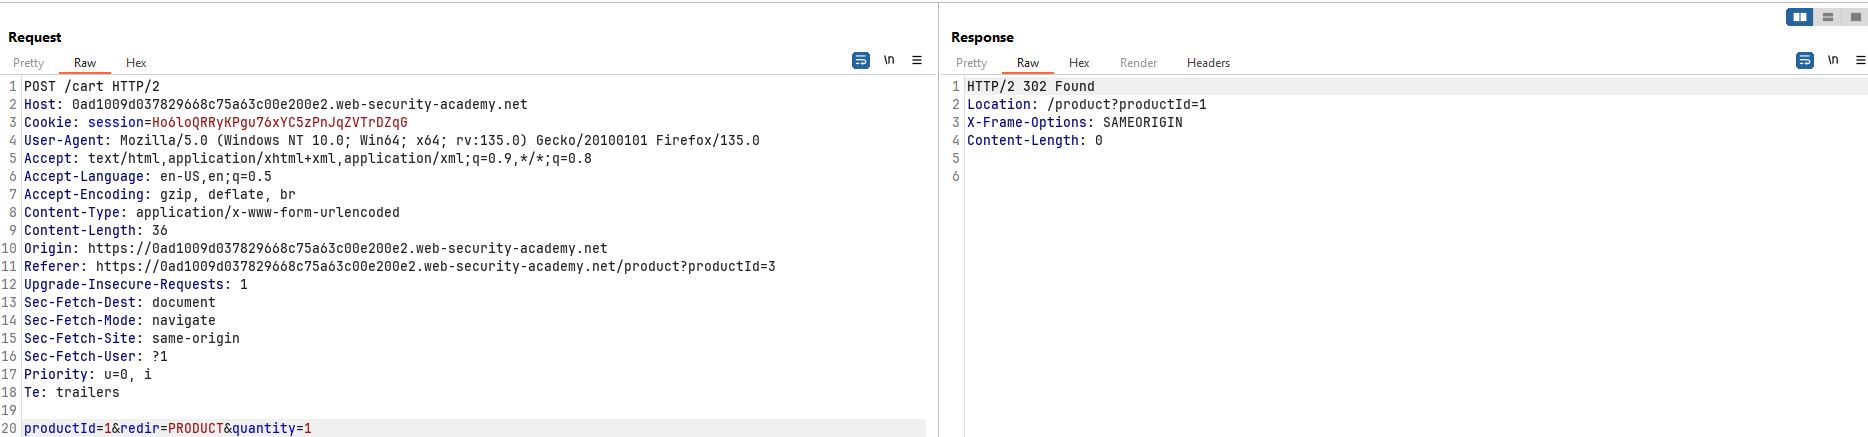 Request
Pretty Raw Hex \n
1 POST /cart HTTP/2
2 Host: 0ad1009d037829668c75a63c00e200e2.web-security-academy.net
3 Cookie: session=Ho6loQRRyKPgu76xYC5zPnJqZVTrDZqG
4 User-Agent: Mozilla/5.0 (Windows NT 10.0; Win64; x64; rv:135.0) Gecko/20100101 Firefox/135.0
5 Accept: text/html,application/xhtml+xml,application/xml;q=0.9,*/*;q=0.8
6 Accept-Language: en-US,en;q=0.5
7 Accept-Encoding: gzip, deflate, br
8 Content-Type: application/x-www-form-urlencoded
9 Content-Length: 36
10 Origin: https://0ad1009d037829668c75a63c00e200e2.web-security-academy.net
11 Referer: https://0ad1009d037829668c75a63c00e200e2.web-security-academy.net/product?productId=3
12 Upgrade-Insecure-Requests: 1
13 Sec-Fetch-Dest: document
14 Sec-Fetch-Mode: navigate
15 Sec-Fetch-Site: same-origin
16 Sec-Fetch-User: ?1
17 Priority: u=0, i
18 Te: trailers
19
20 productId=1&redir=PRODUCT&quantity=1
Response
Pretty Raw Hex Render Headers \n
1 HTTP/2 302 Found
2 Location: /product?productId=1
3 X-Frame-Options: SAMEORIGIN
4 Content-Length: 0
5
6